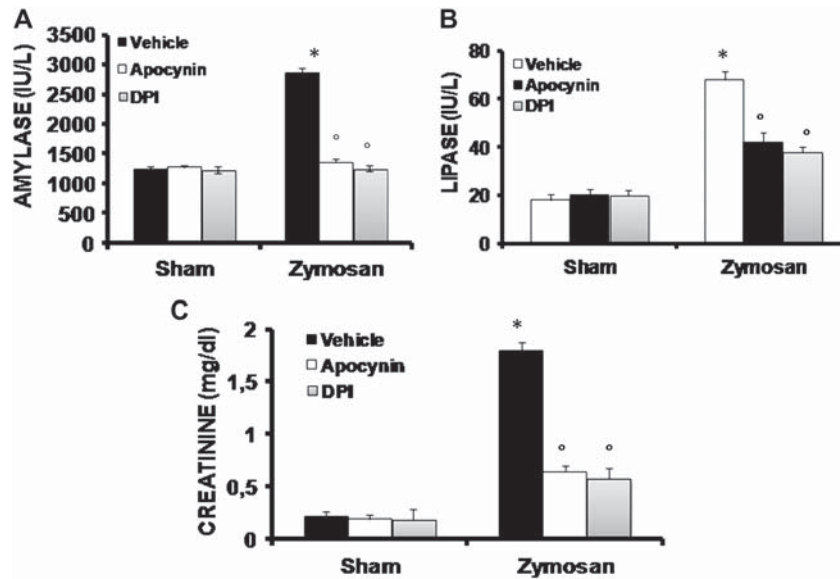 A
AMYLASE (IU/L)
3500
3000
2500
2000
1500
1000
500
0
Vehicle
Apocynin
DPI
*
° °
Sham Zymosan
B
LIPASE (IU/L)
80
60
40
20
0
Vehicle
Apocynin
DPI
*
° °
Sham Zymosan
C
CREATININE (mg/dl)
2
1,5
1
0,5
0
Vehicle
Apocynin
DPI
*
° °
Sham Zymosan